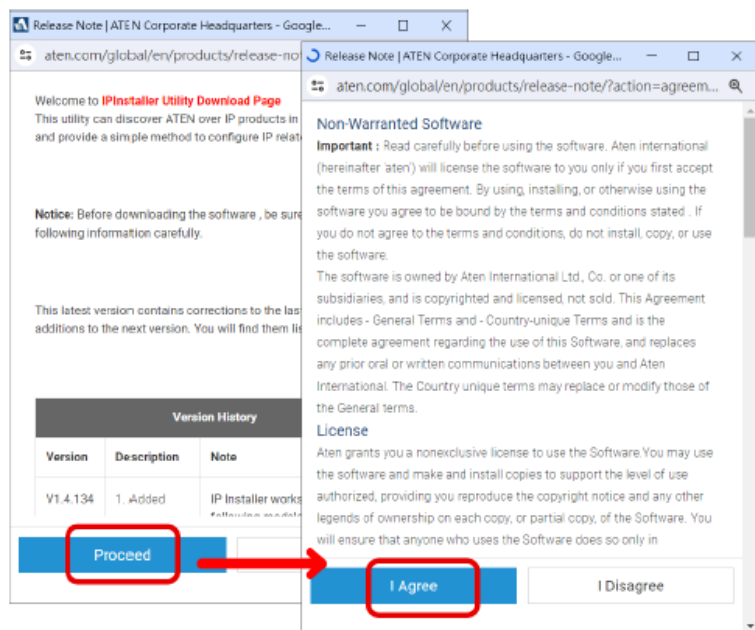 Release Note | ATEN Corporate Headquarters - Google...
aten.com/global/en/products/release-no
Welcome to IPInstaller Utility Download Page
This utility can discover ATEN over IP products in
and provide a simple method to configure IP relat
Notice: Before downloading the software , be sure
following information carefully.
This latest version contains corrections to the las
additions to the next version. You will find them lis
Version History
Version Description Note
V1.4.134 1. Added IP Installer works
Proceed
Release Note | ATEN Corporate Headquarters - Google...
aten.com/global/en/products/release-note/?action=agreem...
Non-Warranted Software
Important : Read carefully before using the software. Aten international
(hereinafter 'aten') will license the software to you only if you first accept
the terms of this agreement. By using, installing, or otherwise using the
software you agree to be bound by the terms and conditions stated . If
you do not agree to the terms and conditions, do not install, copy, or use
the software.
The software is owned by Aten International Ltd., Co. or one of its
subsidiaries, and is copyrighted and licensed, not sold. This Agreement
includes - General Terms and - Country-unique Terms and is the
complete agreement regarding the use of this Software, and replaces
any prior oral or written communications between you and Aten
International. The Country unique terms may replace or modify those of
the General terms.
License
Aten grants you a nonexclusive license to use the Software.You may use
the software and make and install copies to support the level of use
authorized, providing you reproduce the copyright notice and any other
legends of ownership on each copy, or partial copy, of the Software. You
will ensure that anyone who uses the Software does so only in
I Agree
I Disagree